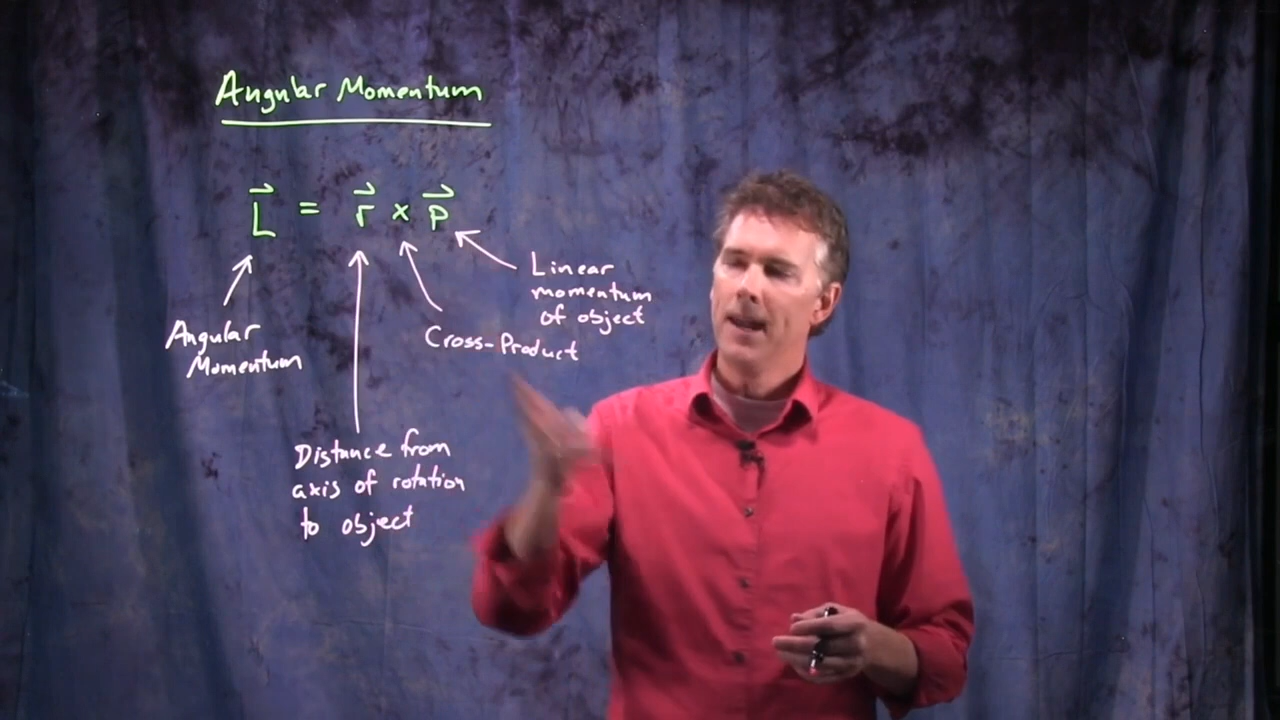 Angular Momentum
L⃗ = r⃗ × p⃗
Linear
momentum
of object
Angular
Momentum
Cross-Product
Distance from
axis of rotation
to object